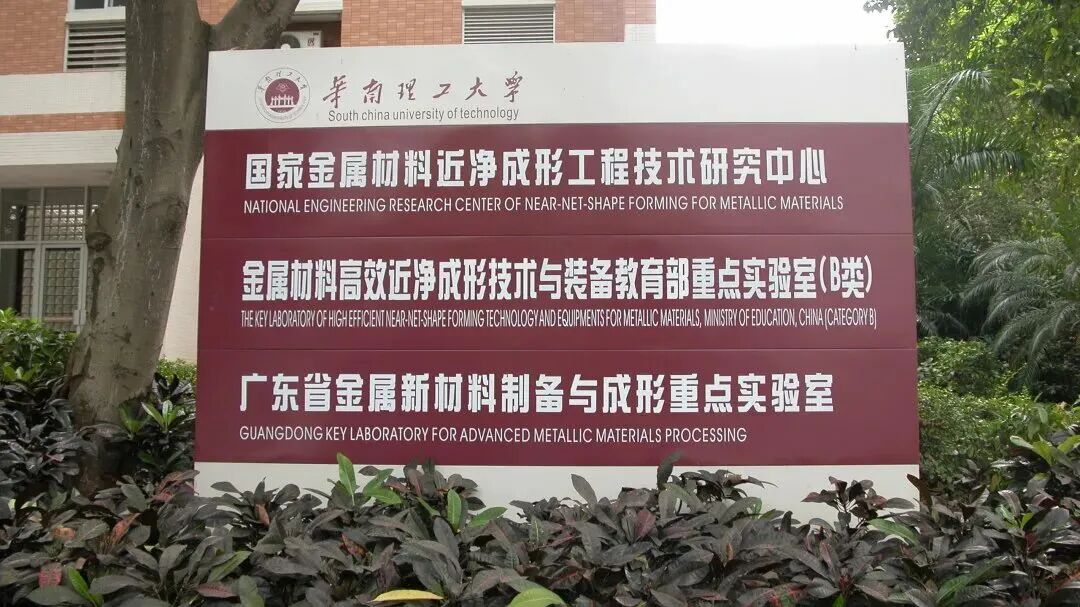 華南理工大學
South china university of technology
国家金属材料近净成形工程技术研究中心
NATIONAL ENGINEERING RESEARCH CENTER OF NEAR-NET-SHAPE FORMING FOR METALLIC MATERIALS
金属材料高效近净成形技术与装备教育部重点实验室(B类)
THE KEY LABORATORY OF HIGH EFFICIENT NEAR-NET-SHAPE FORMING TECHNOLOGY AND EQUIPMENTS FOR METALLIC MATERIALS, MINISTRY OF EDUCATION, CHINA (CATEGORY B)
广东省金属新材料制备与成形重点实验室
GUANGDONG KEY LABORATORY FOR ADVANCED METALLIC MATERIALS PROCESSING